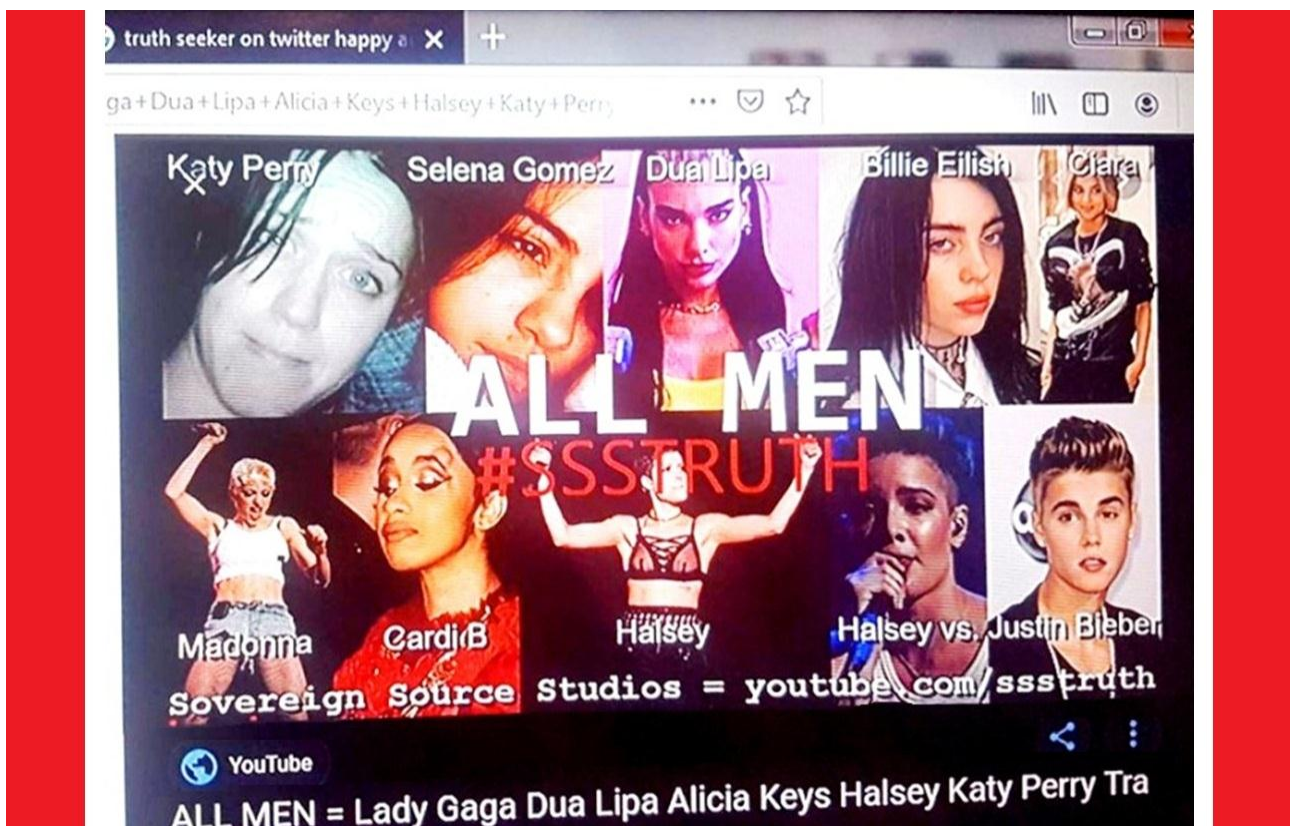 truth seeker on twitter happy a
ga+Dua+Lipa+Alicia+Keys+Halsey+Katy+Perry
Katy Perry Selena Gomez Dua Lipa Billie Eilish Ciara
ALL MEN
#SSSTRUTH
Madonna Cardi B Halsey Halsey vs. Justin Bieber
Sovereign Source Studios = youtube.com/ssstruth
YouTube
ALL MEN = Lady Gaga Dua Lipa Alicia Keys Halsey Katy Perry Tra